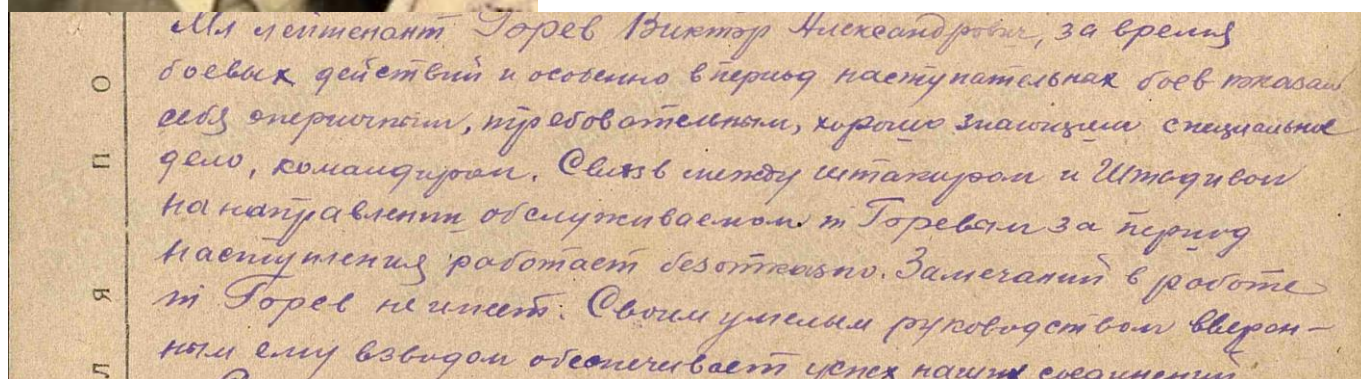 Мл лейтенант Горев Виктор Александрович, за время
боевых действий и особенно в период наступательных боев показал
себя энергичным, требовательным, хорошо знающим специальное
дело, командиром. Связь между штакором и Штадивом
на направлении обслуживаемом т Горевым за период
наступления работает безотказно. Замечаний в работе
т Горев не имеет. Своим умелым руководством вверен-
ным ему взводом обеспечивает успех наших соединений.
П
О
П
Я
Л